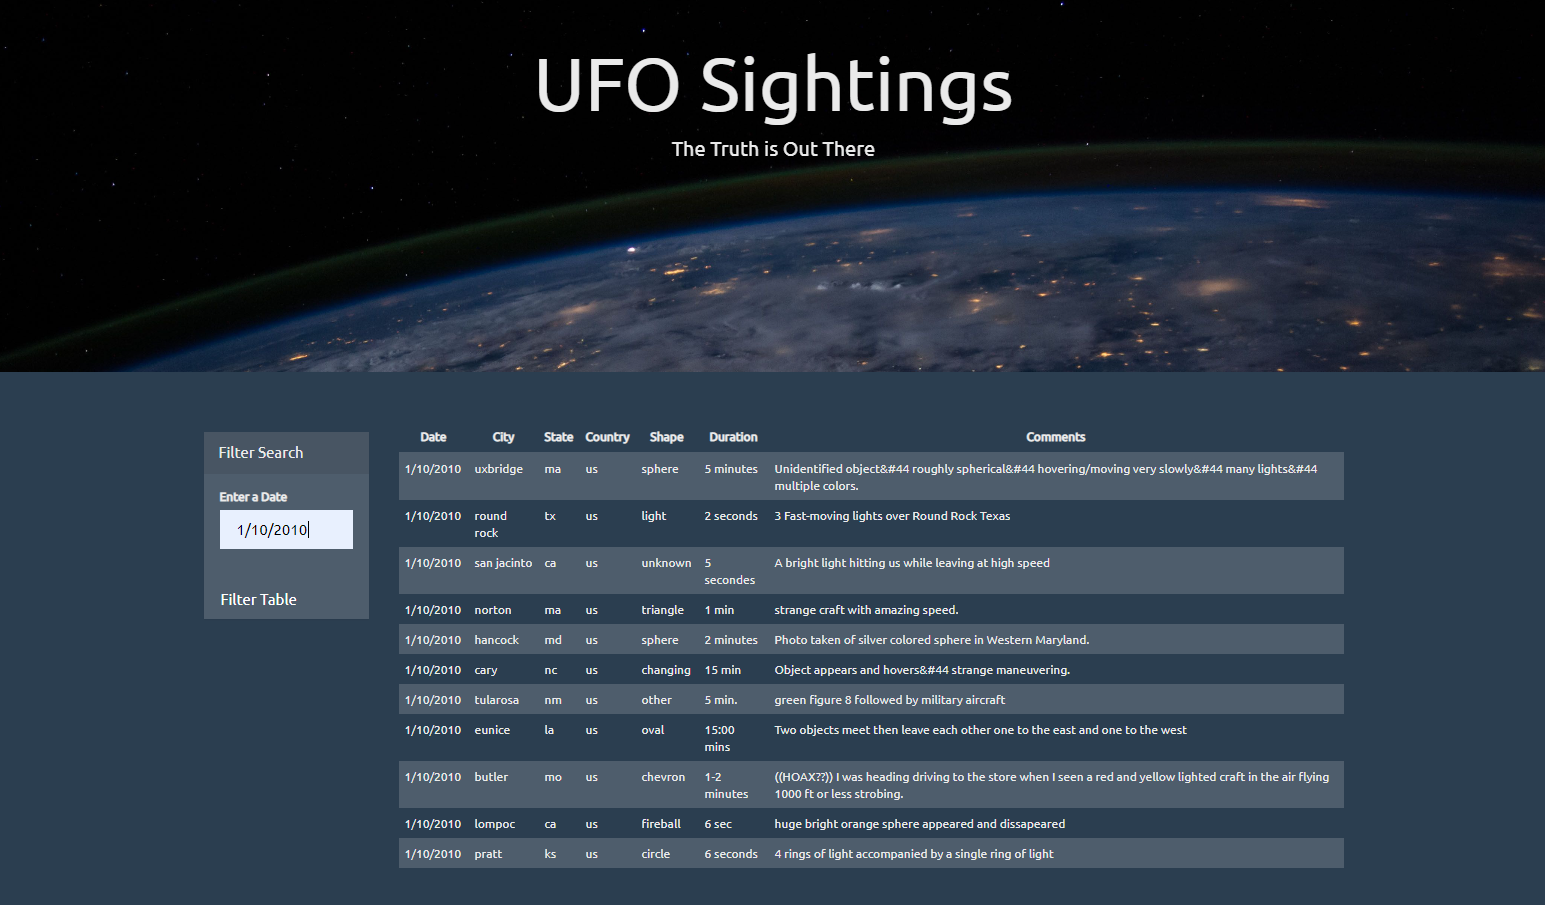 UFO Sightings
The Truth is Out There
Filter Search
Enter a Date
1/10/2010
Filter Table
Date City State Country Shape Duration Comments
1/10/2010 uxbridge ma us sphere 5 minutes Unidentified object&#44 roughly spherical&#44 hovering/moving very slowly&#44 many lights&#44
multiple colors.
1/10/2010 round tx us light 2 seconds 3 Fast-moving lights over Round Rock Texas
rock
1/10/2010 san jacinto ca us unknown 5 A bright light hitting us while leaving at high speed
secondes
1/10/2010 norton ma us triangle 1 min strange craft with amazing speed.
1/10/2010 hancock md us sphere 2 minutes Photo taken of silver colored sphere in Western Maryland.
1/10/2010 cary nc us changing 15 min Object appears and hovers&#44 strange maneuvering.
1/10/2010 tularosa nm us other 5 min. green figure 8 followed by military aircraft
1/10/2010 eunice la us oval 15:00 Two objects meet then leave each other one to the east and one to the west
mins
1/10/2010 butler mo us chevron 1-2 ((HOAX??)) I was heading driving to the store when I seen a red and yellow lighted craft in the air flying
minutes 1000 ft or less strobing.
1/10/2010 lompoc ca us fireball 6 sec huge bright orange sphere appeared and dissapeared
1/10/2010 pratt ks us circle 6 seconds 4 rings of light accompanied by a single ring of light